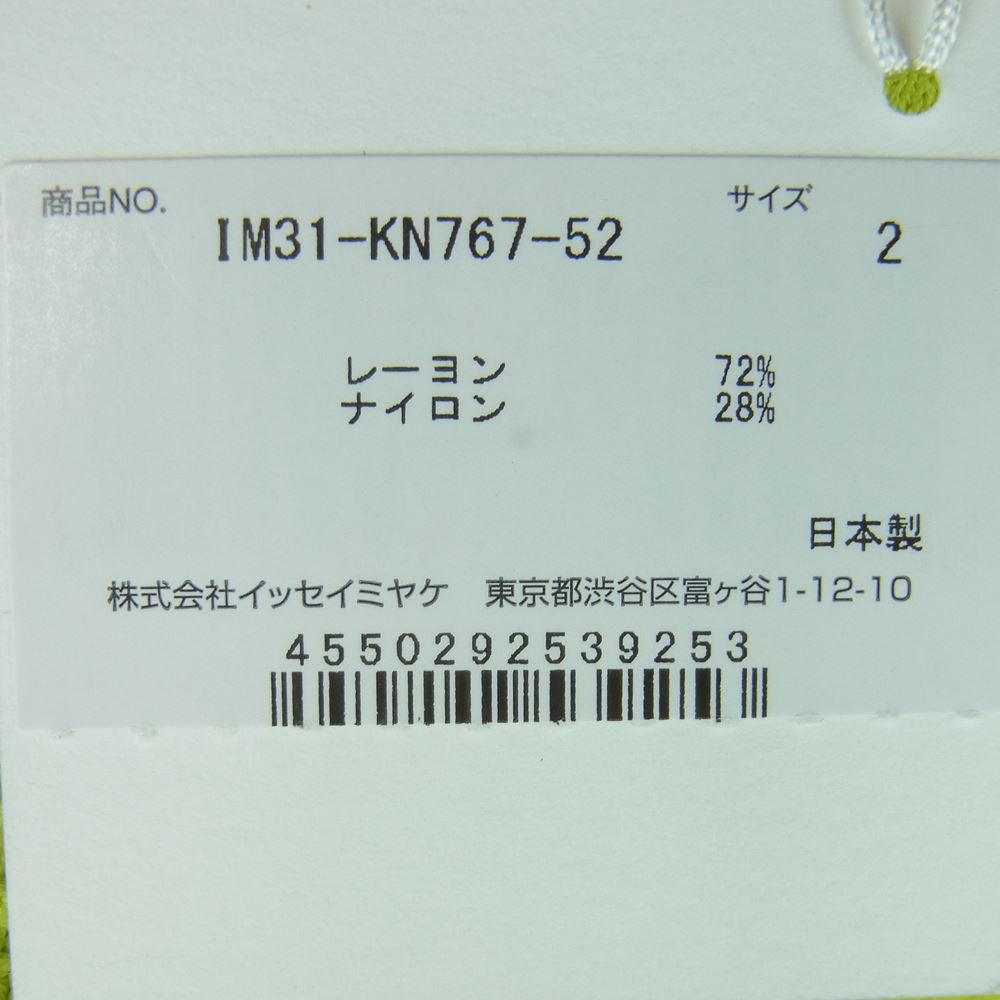 商品NO. サイズ
IM31-KN767-52 2
レーヨン 72%
ナイロン 28%
日本製
株式会社イッセイミヤケ 東京都渋谷区富ヶ谷1-12-10
4550292539253